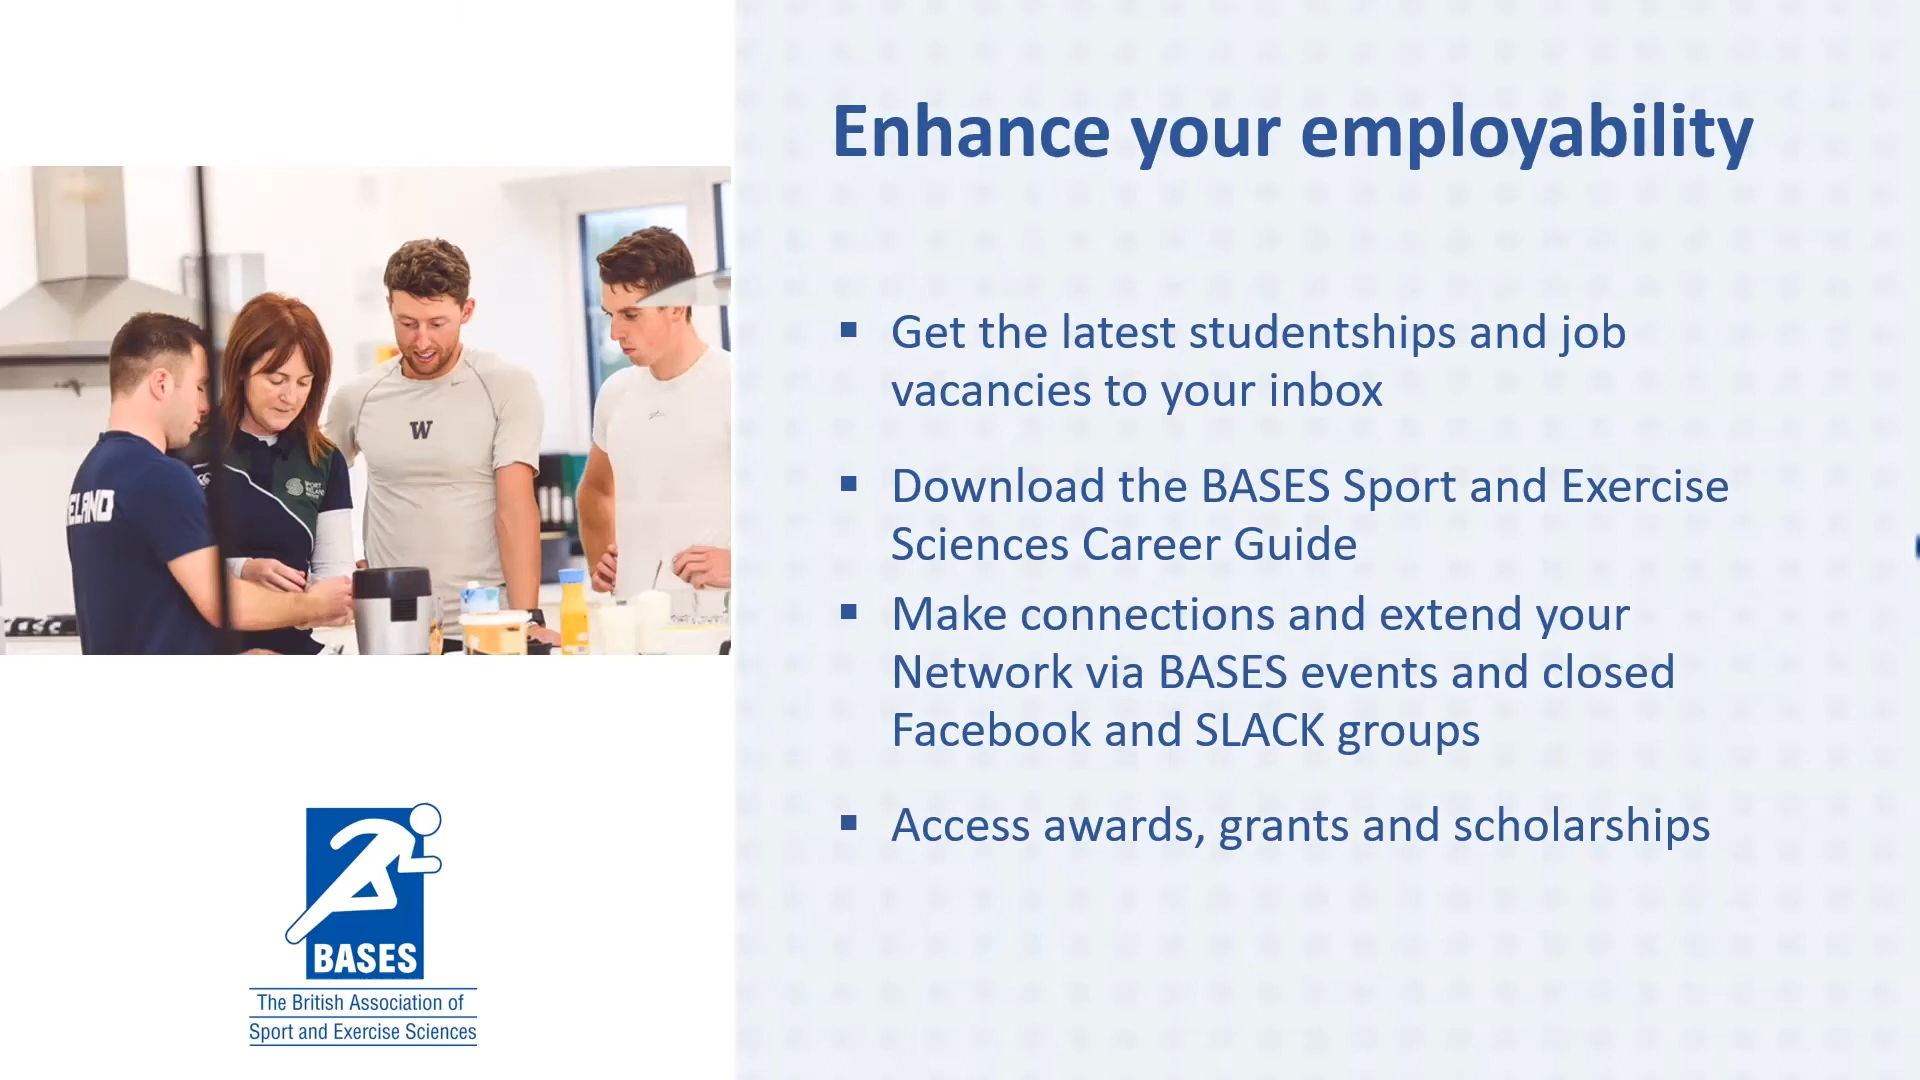 Enhance your employability
▪ Get the latest studentships and job
vacancies to your inbox
▪ Download the BASES Sport and Exercise
Sciences Career Guide
▪ Make connections and extend your
Network via BASES events and closed
Facebook and SLACK groups
▪ Access awards, grants and scholarships
ELAND
SPORT
W
BASES
The British Association of
Sport and Exercise Sciences